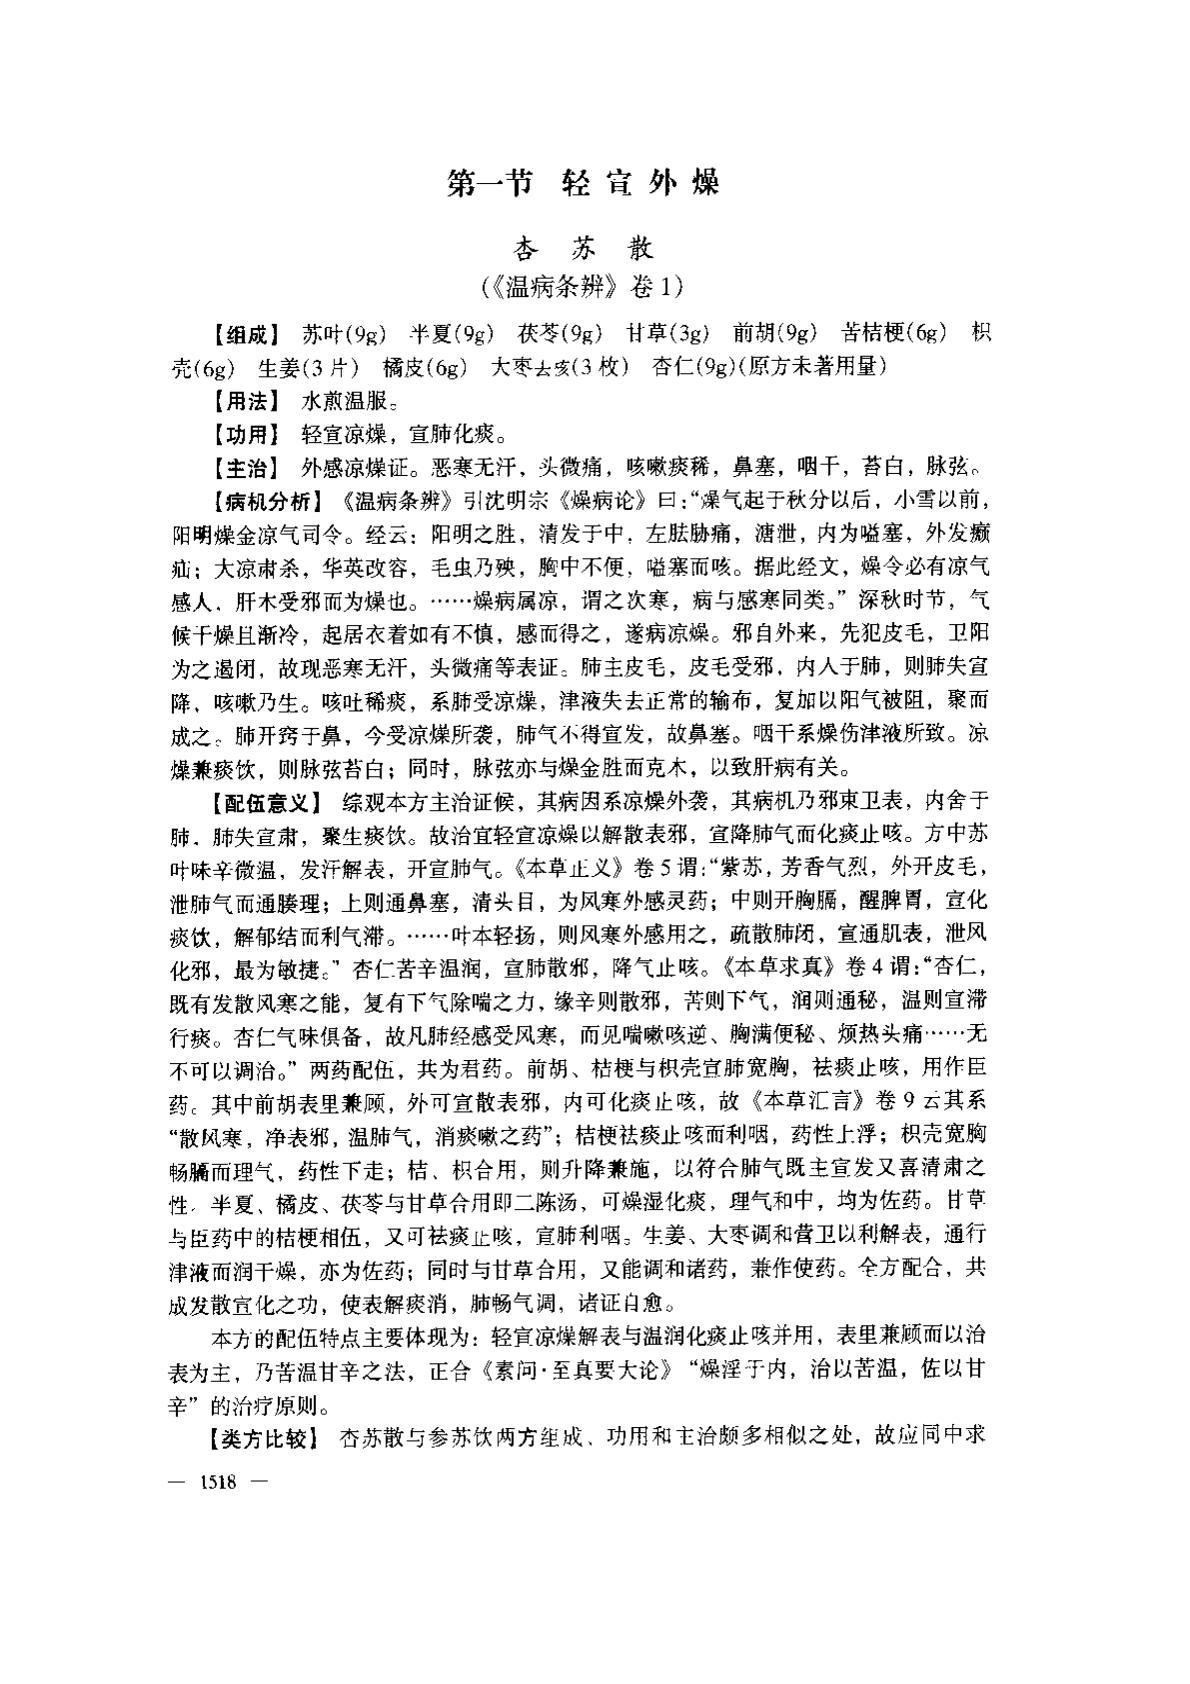 第一节 轻宣外燥
杏苏散
(《温病条辨》卷1)
【组成】 苏叶(9g) 半夏(9g) 茯苓(9g) 甘草(3g) 前胡(9g) 苦桔梗(6g) 枳
壳(6g) 生姜(3片) 橘皮(6g) 大枣去核(3枚) 杏仁(9g)(原方未著用量)
【用法】 水煎温服。
【功用】 轻宣凉燥，宣肺化痰。
【主治】 外感凉燥证。恶寒无汗，头微痛，咳嗽痰稀，鼻塞，咽干，苔白，脉弦。
【病机分析】《温病条辨》引沈明宗《燥病论》曰：“燥气起于秋分以后，小雪以前，
阳明燥金凉气司令。经云：阳明之胜，清发于中，左胠胁痛，溏泄，内为嗌塞，外发癫
疝；大凉肃杀，华英改容，毛虫乃殃，胸中不便，嗌塞而咳。据此经文，燥令必有凉气
感人，肝木受邪而为燥也。……燥病属凉，谓之次寒，病与感寒同类。”深秋时节，气
候干燥且渐冷，起居衣着如有不慎，感而得之，遂病凉燥。邪自外来，先犯皮毛，卫阳
为之遏闭，故现恶寒无汗，头微痛等表证。肺主皮毛，皮毛受邪，内入于肺，则肺失宣
降，咳嗽乃生。咳吐稀痰，系肺受凉燥，津液失去正常的输布，复加以阳气被阻，聚而
成之。肺开窍于鼻，今受凉燥所袭，肺气不得宣发，故鼻塞。咽干系燥伤津液所致。凉
燥兼痰饮，则脉弦苔白；同时，脉弦亦与燥金胜而克木，以致肝病有关。
【配伍意义】 综观本方主治证候，其病因系凉燥外袭，其病机乃邪束卫表，内舍于
肺，肺失宣肃，聚生痰饮。故治宜轻宣凉燥以解散表邪，宣降肺气而化痰止咳。方中苏
叶味辛微温，发汗解表，开宣肺气。《本草正义》卷5谓：“紫苏，芳香气烈，外开皮毛，
泄肺气而通腠理；上则通鼻塞，清头目，为风寒外感灵药；中则开胸膈，醒脾胃，宣化
痰饮，解郁结而利气滞。……叶本轻扬，则风寒外感用之，疏散肺闭，宣通肌表，泄风
化邪，最为敏捷。”杏仁苦辛温润，宣肺散邪，降气止咳。《本草求真》卷4谓：“杏仁，
既有发散风寒之能，复有下气除喘之力，缘辛则散邪，苦则下气，润则通秘，温则宣滞
行痰。杏仁气味俱备，故凡肺经感受风寒，而见喘嗽咳逆、胸满便秘、烦热头痛……无
不可以调治。”两药配伍，共为君药。前胡、桔梗与枳壳宣肺宽胸，祛痰止咳，用作臣
药。其中前胡表里兼顾，外可宣散表邪，内可化痰止咳，故《本草汇言》卷9云其系
“散风寒，净表邪，温肺气，消痰嗽之药”；桔梗祛痰止咳而利咽，药性上浮；枳壳宽胸
畅膈而理气，药性下走；桔、枳合用，则升降兼施，以符合肺气既主宣发又喜清肃之
性。半夏、橘皮、茯苓与甘草合用即二陈汤，可燥湿化痰，理气和中，均为佐药。甘草
与臣药中的桔梗相伍，又可祛痰止咳，宣肺利咽。生姜、大枣调和营卫以利解表，通行
津液而润干燥，亦为佐药；同时与甘草合用，又能调和诸药，兼作使药。全方配合，共
成发散宣化之功，使表解痰消，肺畅气调，诸证自愈。
本方的配伍特点主要体现为：轻宣凉燥解表与温润化痰止咳并用，表里兼顾而以治
表为主，乃苦温甘辛之法，正合《素问·至真要大论》“燥淫于内，治以苦温，佐以甘
辛”的治疗原则。
【类方比较】 杏苏散与参苏饮两方组成、功用和主治颇多相似之处，故应同中求
— 1518 —